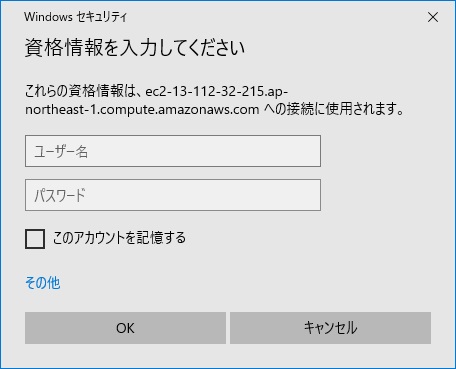 Windows セキュリティ
資格情報を入力してください
これらの資格情報は、ec2-13-112-32-215.ap-
northeast-1.compute.amazonaws.com への接続に使用されます。
ユーザー名
パスワード
このアカウントを記憶する
その他
OK
キャンセル